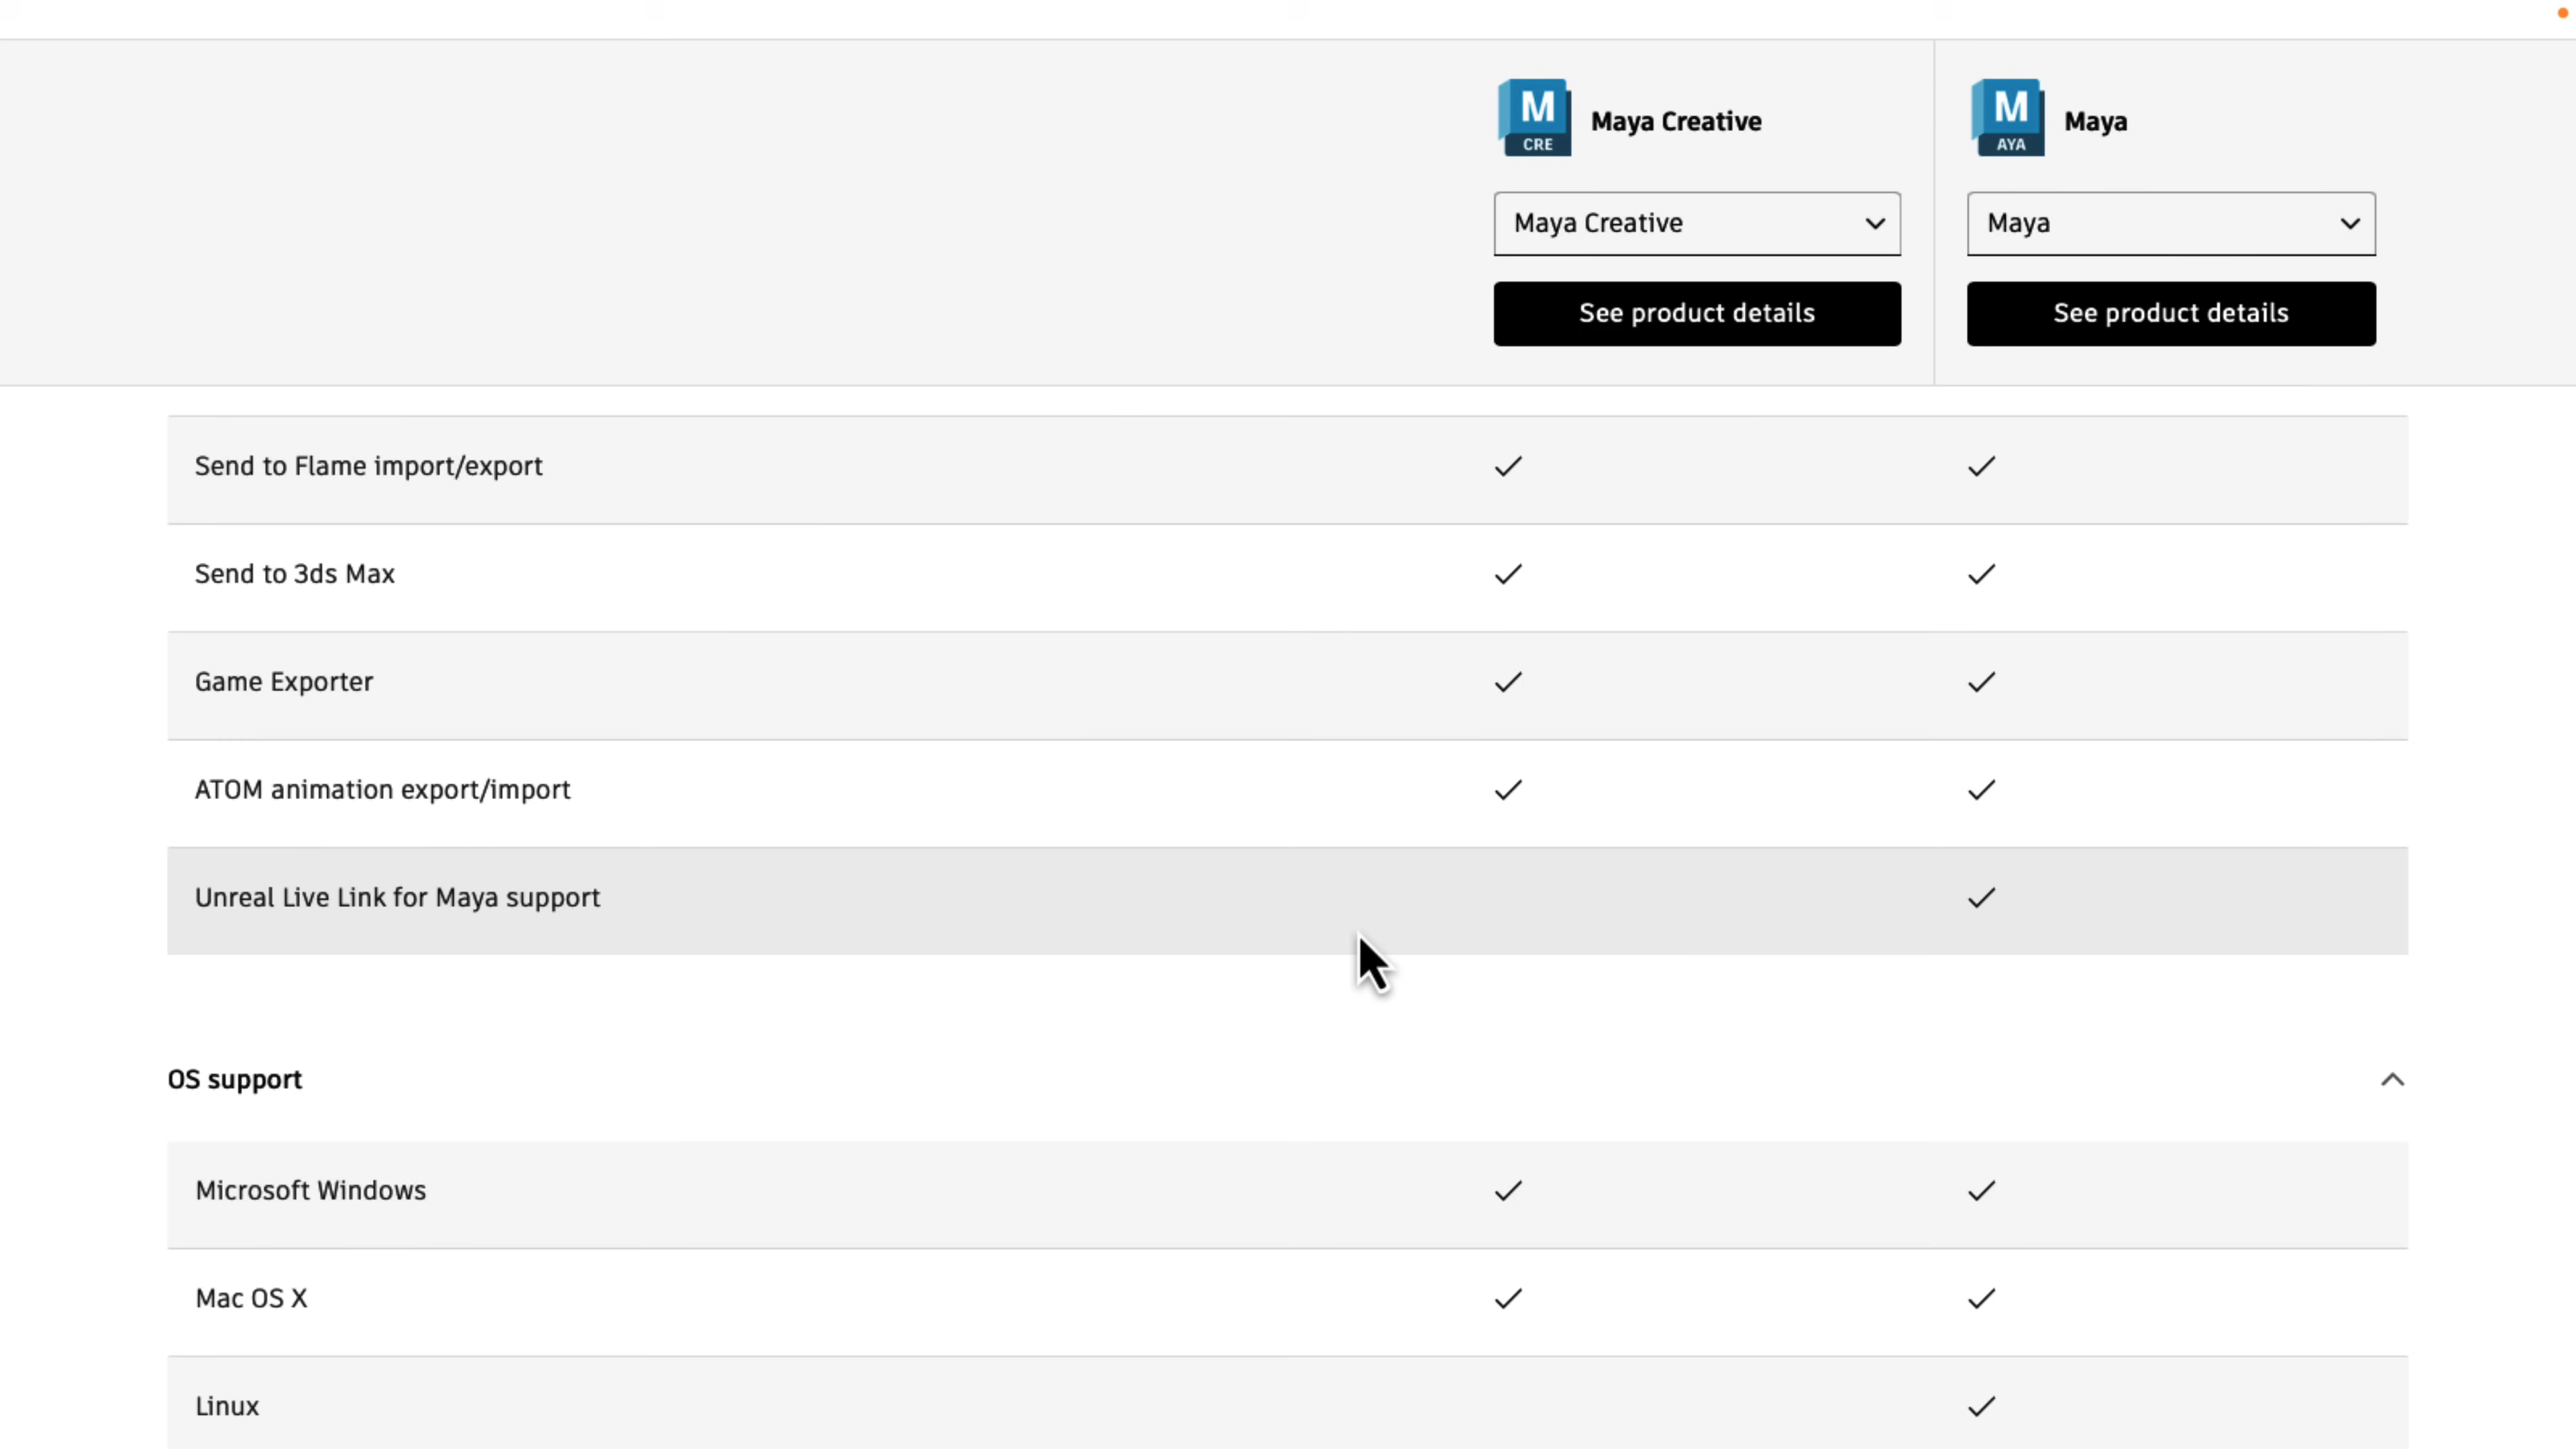 M
CRE
Maya Creative
M
AYA
Maya
Maya Creative
Maya
See product details
See product details
Send to Flame import/export
Send to 3ds Max
Game Exporter
ATOM animation export/import
Unreal Live Link for Maya support
OS support
Microsoft Windows
Mac OS X
Linux